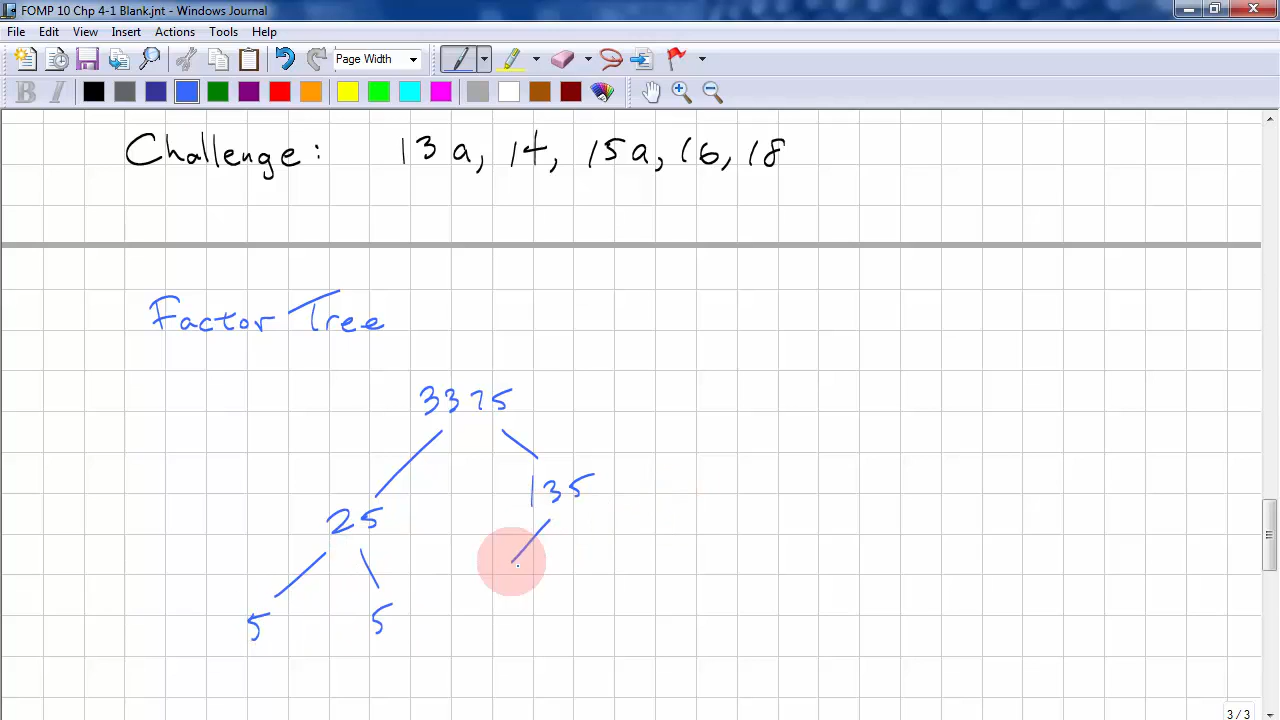 FOMP 10 Chp 4-1 Blank.jnt - Windows Journal
File Edit View Insert Actions Tools Help
Page Width
B I
Challenge: 13a, 14, 15a, 16, 18
Factor Tree
3375
135
25
5 5
3/3